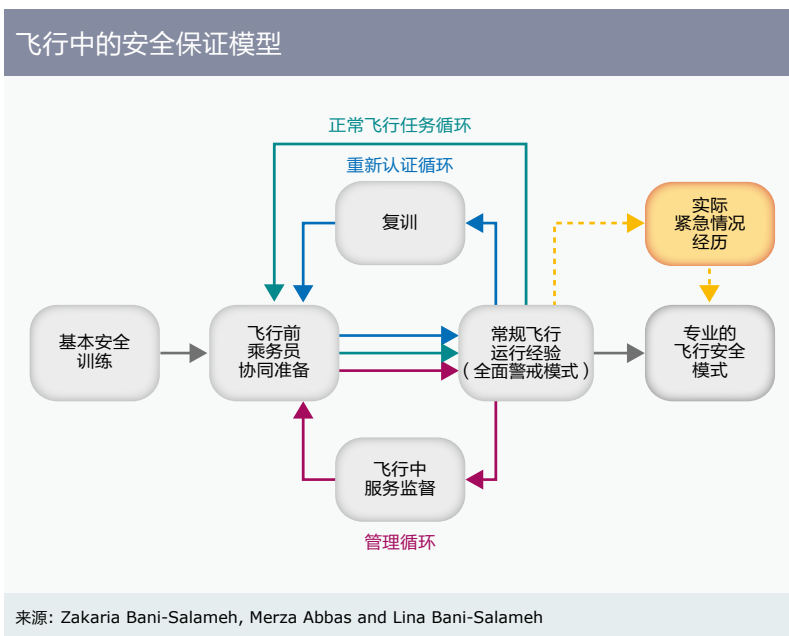 飞行中的安全保证模型
正常飞行任务循环
重新认证循环
复训
实际
紧急情况
经历
基本安全
训练
飞行前
乘务员
协同准备
常规飞行
运行经验
（全面警戒模式）
专业的
飞行安全
模式
飞行中
服务监督
管理循环
来源: Zakaria Bani-Salameh, Merza Abbas and Lina Bani-Salameh